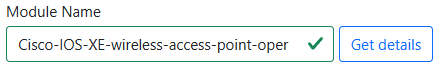 Module Name
Cisco-IOS-XE-wireless-access-point-oper Get details